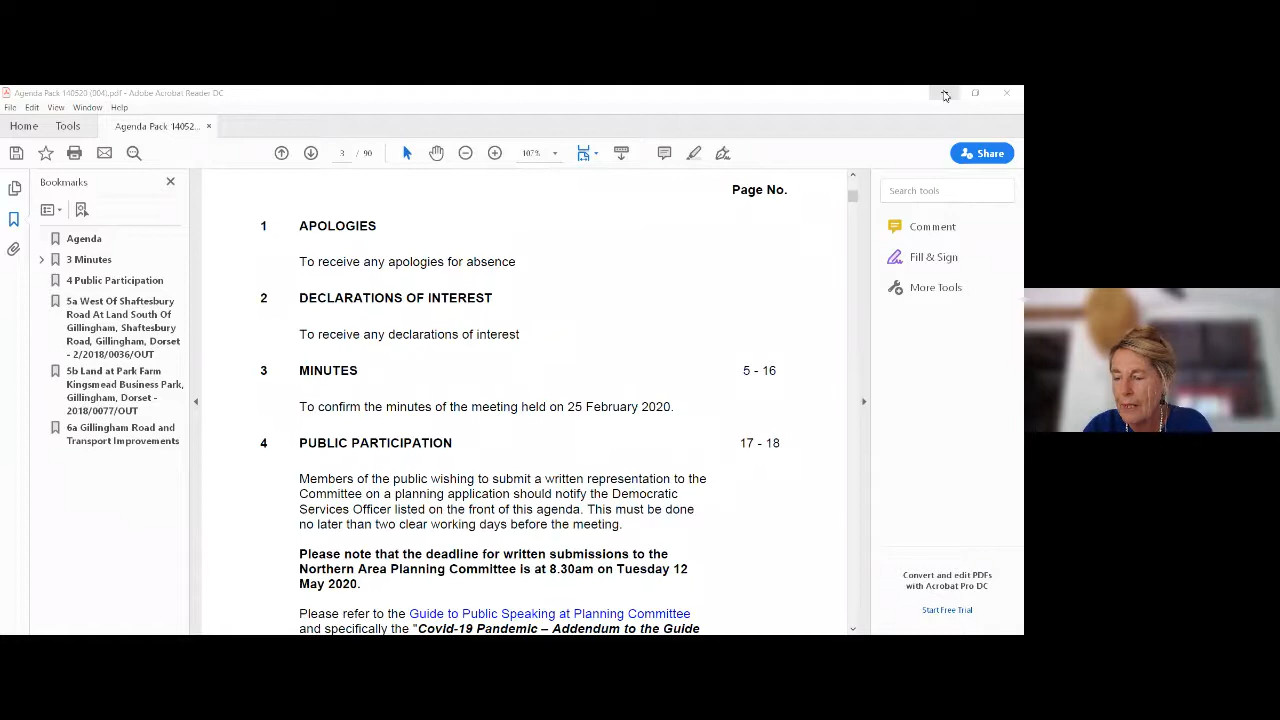 Agenda Pack 140520 (004).pdf - Adobe Acrobat Reader DC
File Edit View Window Help
Home Tools Agenda Pack 14052... ×
3 / 90 107% Share
Bookmarks
Agenda
3 Minutes
4 Public Participation
5a West Of Shaftesbury
Road At Land South Of
Gillingham, Shaftesbury
Road, Gillingham, Dorset
- 2/2018/0036/OUT
5b Land at Park Farm
Kingsmead Business Park,
Gillingham, Dorset -
2018/0077/OUT
6a Gillingham Road and
Transport Improvements
Page No.
1 APOLOGIES
To receive any apologies for absence
2 DECLARATIONS OF INTEREST
To receive any declarations of interest
3 MINUTES 5 - 16
To confirm the minutes of the meeting held on 25 February 2020.
4 PUBLIC PARTICIPATION 17 - 18
Members of the public wishing to submit a written representation to the
Committee on a planning application should notify the Democratic
Services Officer listed on the front of this agenda. This must be done
no later than two clear working days before the meeting.
Please note that the deadline for written submissions to the
Northern Area Planning Committee is at 8.30am on Tuesday 12
May 2020.
Please refer to the Guide to Public Speaking at Planning Committee
and specifically the "Covid-19 Pandemic – Addendum to the Guide
Search tools
Comment
Fill & Sign
More Tools
Convert and edit PDFs
with Acrobat Pro DC
Start Free Trial